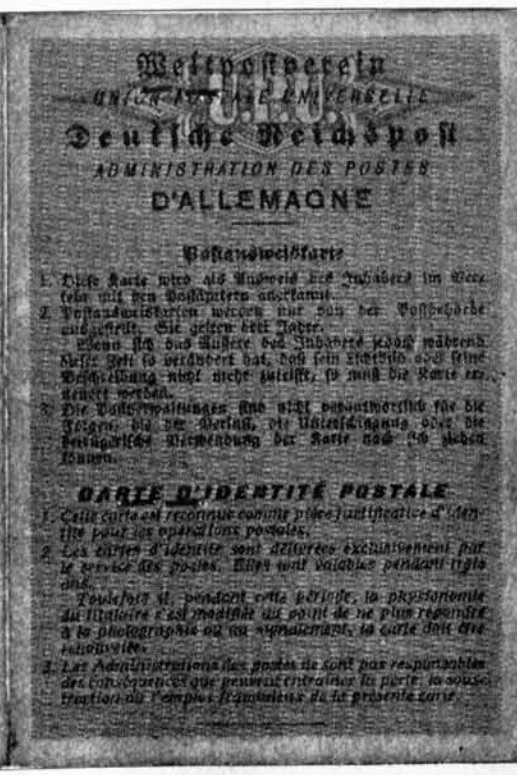 Weltpostverein
U.P.U.
UNION POSTALE UNIVERSELLE
Deutsche Reichspost
ADMINISTRATION DES POSTES
D'ALLEMAGNE
Postausweiskarte
1. Diese Karte wird als Ausweis des Inhabers im Ver-
kehr mit den Postämtern anerkannt.
2. Postausweiskarten werden nur von der Postbehörde
ausgestellt. Sie gelten drei Jahre.
Wenn sich das Äußere des Inhabers jedoch während
dieser Zeit so verändert hat, daß sein Lichtbild oder seine
Beschreibung nicht mehr zutrifft, so muß die Karte er-
neuert werden.
3. Die Postverwaltungen sind nicht verantwortlich für die
Folgen, die der Verlust, die Unterschlagung oder die
betrügerische Verwendung der Karte nach sich ziehen
können.
CARTE D'IDENTITÉ POSTALE
1. Cette carte est reconnue comme pièce justificative d'iden-
tité pour les opérations postales.
2. Les cartes d'identité sont délivrées exclusivement par
le service des postes. Elles sont valables pendant trois
ans.
Toutefois si, pendant cette période, la physionomie
du titulaire s'est modifiée au point de ne plus répondre
à la photographie ou au signalement, la carte doit être
renouvelée.
3. Les Administrations des postes ne sont pas responsables
des conséquences que peuvent entraîner la perte, la sous-
traction ou l'emploi frauduleux de la présente carte.